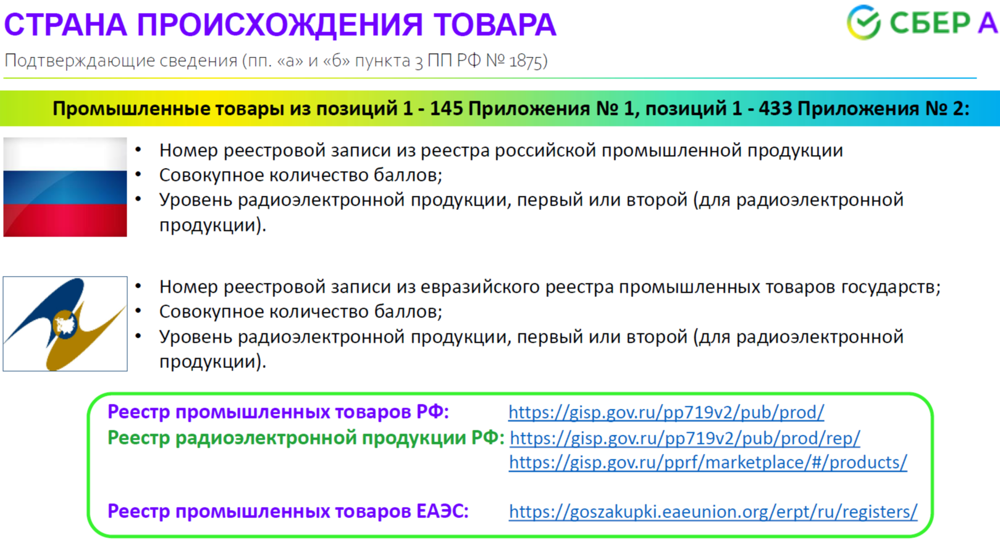 СТРАНА ПРОИСХОЖДЕНИЯ ТОВАРА
СБЕР А
Подтверждающие сведения (пп. «а» и «б» пункта 3 ПП РФ № 1875)
Промышленные товары из позиций 1 - 145 Приложения № 1, позиций 1 - 433 Приложения № 2:
• Номер реестровой записи из реестра российской промышленной продукции
• Совокупное количество баллов;
• Уровень радиоэлектронной продукции, первый или второй (для радиоэлектронной
продукции).
• Номер реестровой записи из евразийского реестра промышленных товаров государств;
• Совокупное количество баллов;
• Уровень радиоэлектронной продукции, первый или второй (для радиоэлектронной
продукции).
Реестр промышленных товаров РФ: https://gisp.gov.ru/pp719v2/pub/prod/
Реестр радиоэлектронной продукции РФ: https://gisp.gov.ru/pp719v2/pub/prod/rep/
https://gisp.gov.ru/pprf/marketplace/#/products/
Реестр промышленных товаров ЕАЭС: https://goszakupki.eaeunion.org/erpt/ru/registers/